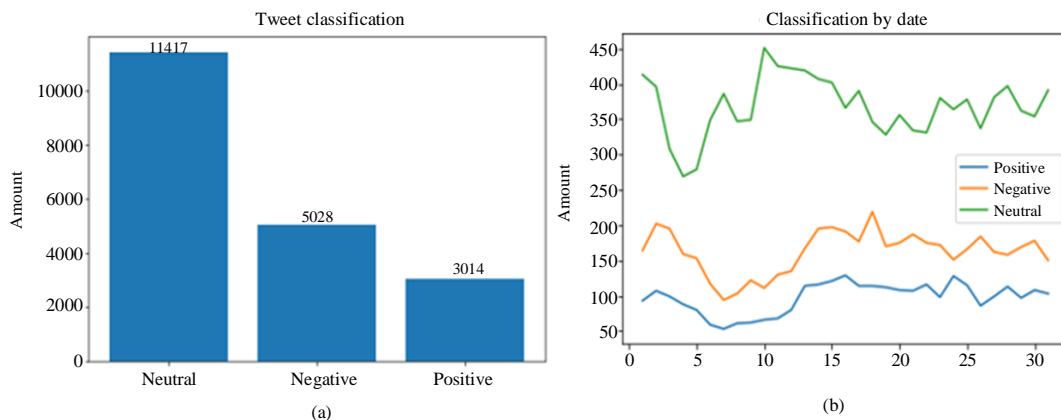 Tweet classification
11417
5028
3014
Amount
10000
8000
6000
4000
2000
0
Neutral Negative Positive
(a)
Classification by date
Amount
450
400
350
300
250
200
150
100
50
Positive
Negative
Neutral
0 5 10 15 20 25 30
(b)